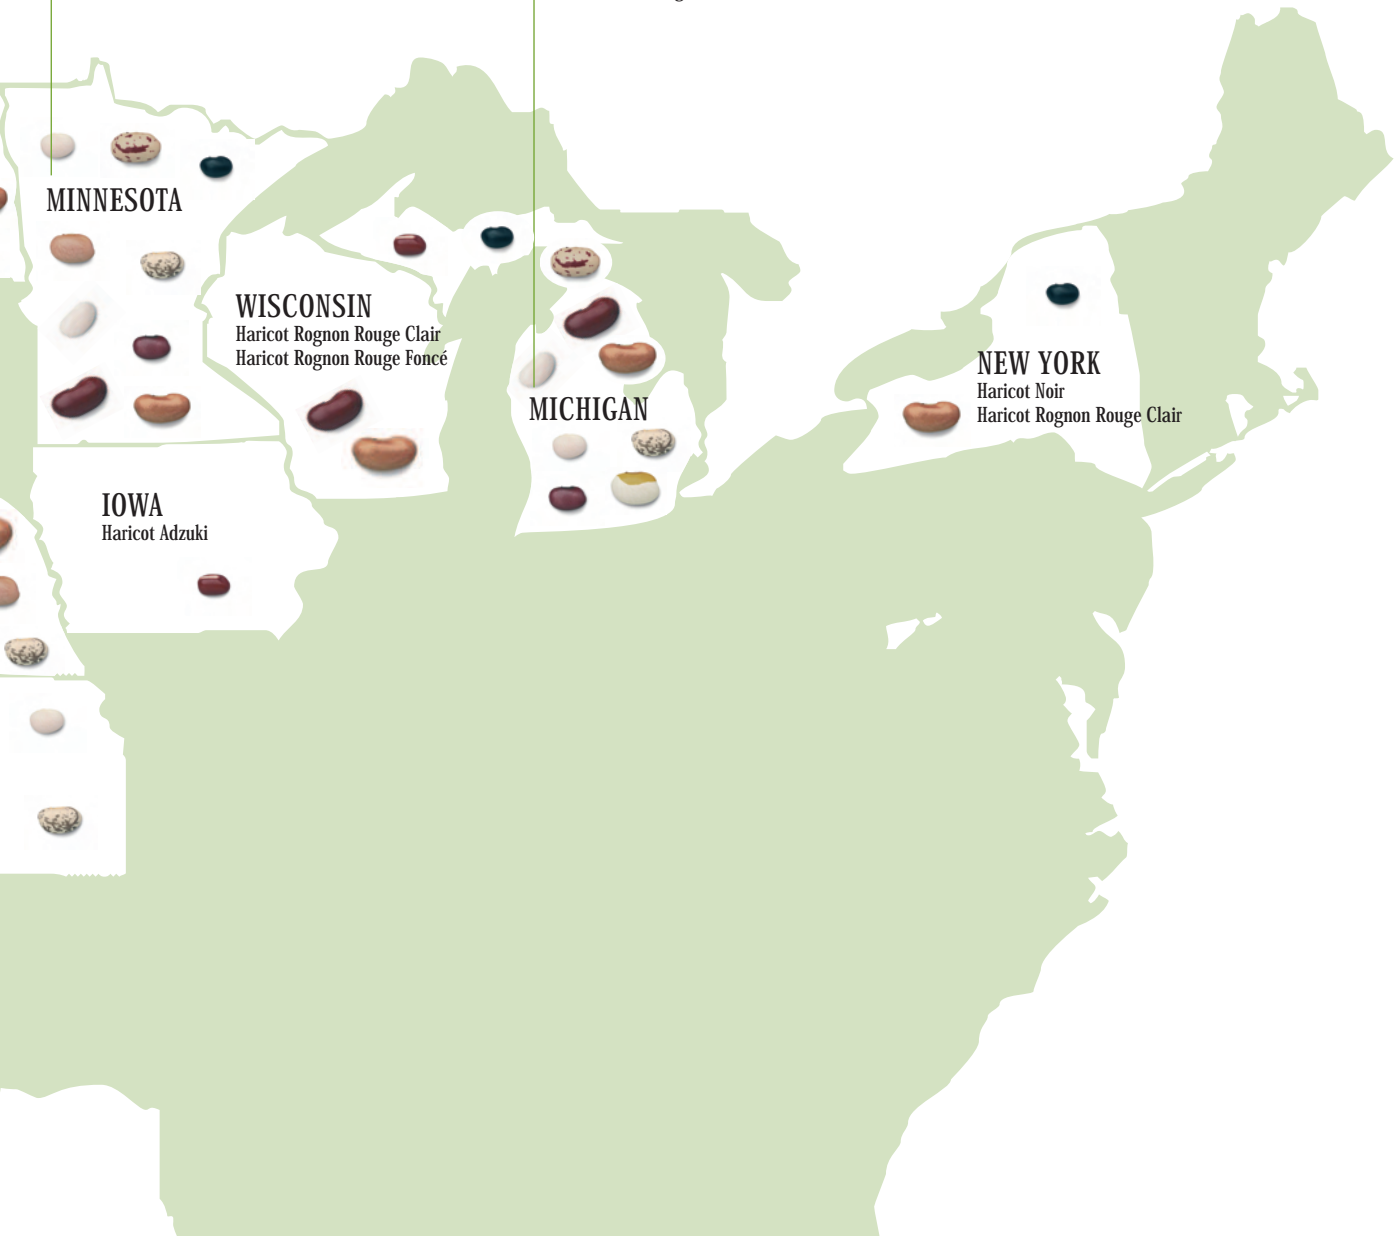 MINNESOTA
WISCONSIN
Haricot Rognon Rouge Clair
Haricot Rognon Rouge Foncé
MICHIGAN
NEW YORK
Haricot Noir
Haricot Rognon Rouge Clair
IOWA
Haricot Adzuki